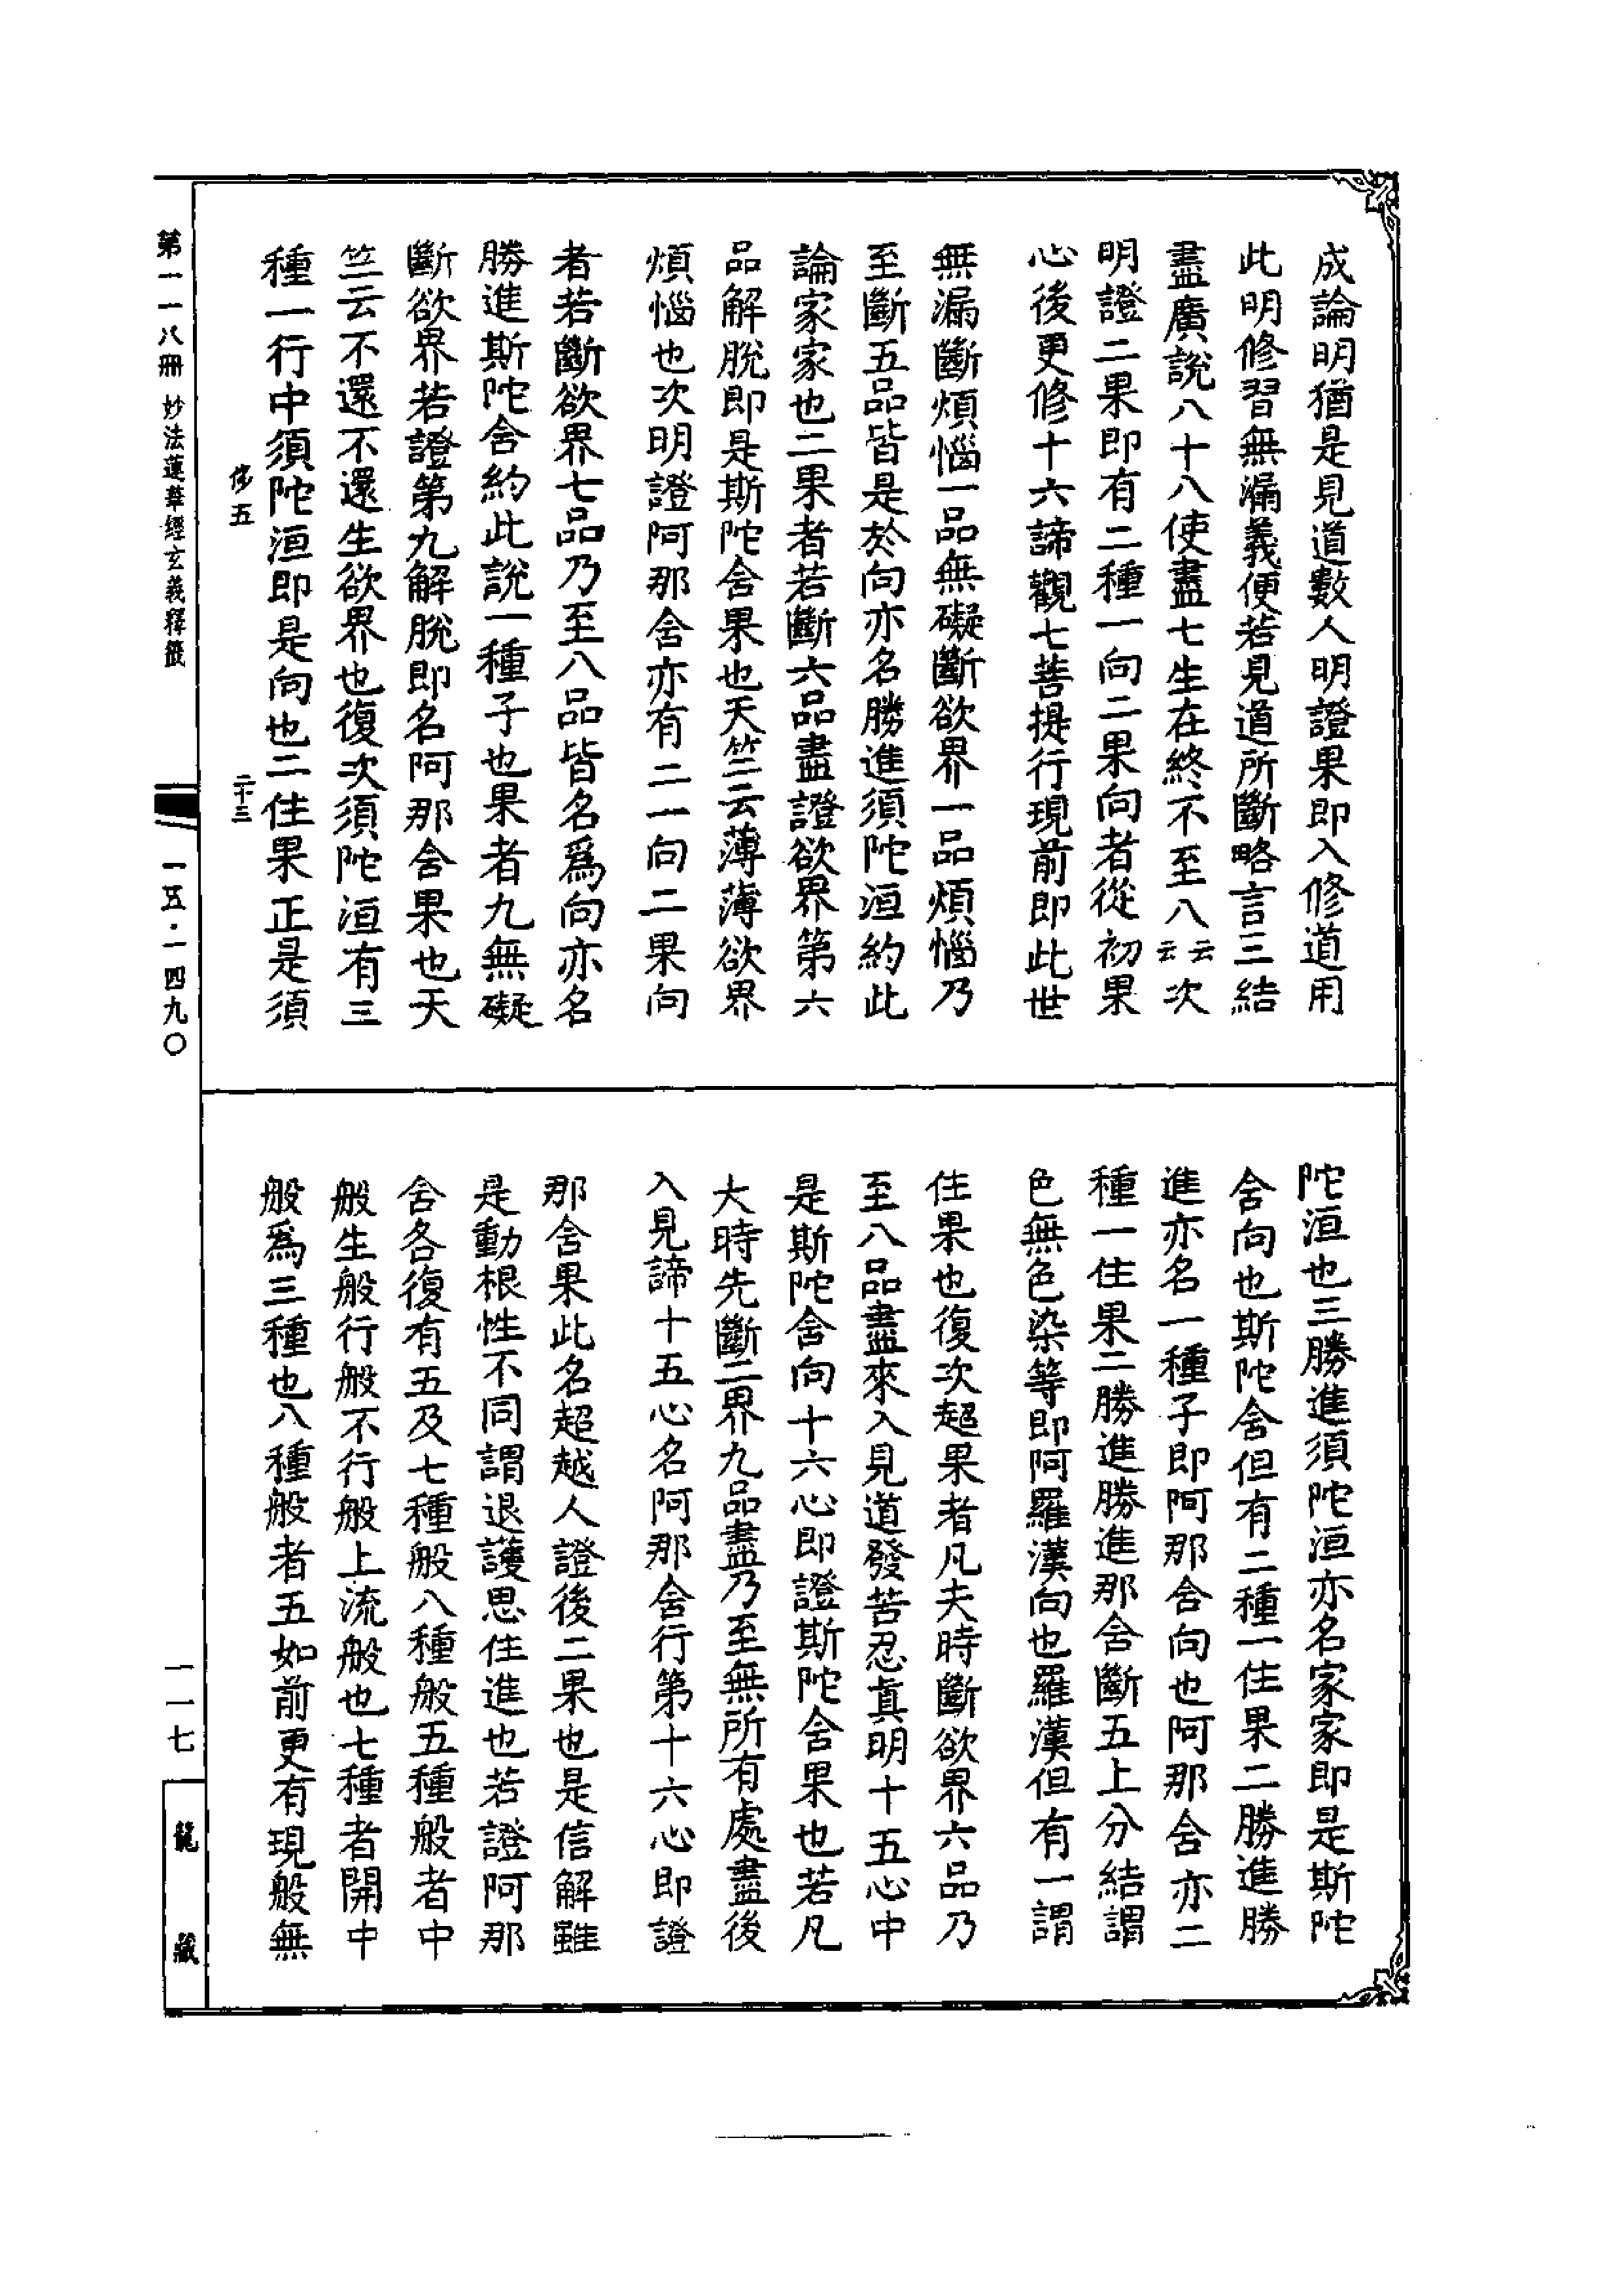 成論明猶是見道數人明證果即入修道用
此明修習無漏義便若見道所斷略言三結
盡廣說八十八使盡七生在終不至八云云次
明證二果即有二種一向二果向者從初果
心後更修十六諦觀七菩提行現前即此世
無漏斷煩惱一品無礙斷欲界一品煩惱乃
至斷五品皆是於向亦名勝進須陀洹約此
論家家也二果者若斷六品盡證欲界第六
品解脫即是斯陀舍果也天竺云薄薄欲界
煩惱也次明證阿那舍亦有二一向二果向
者若斷欲界七品乃至八品皆名爲向亦名
勝進斯陀舍約此說一種子也果者九無礙
斷欲界若證第九解脫即名阿那舍果也天
竺云不還不還生欲界也復次須陀洹有三
種一行中須陀洹即是向也二住果正是須
陀洹也三勝進須陀洹亦名家家即是斯陀
舍向也斯陀舍但有二種一住果二勝進勝
進亦名一種子即阿那含向也阿那舍亦二
種一住果二勝進勝進那含斷五上分結謂
色無色染等即阿羅漢向也羅漢但有一謂
住果也復次超果者凡夫時斷欲界六品乃
至八品盡來入見道發苦忍真明十五心中
是斯陀舍向十六心即證斯陀舍果也若凡
夫時先斷二界九品盡乃至無所有處盡後
入見諦十五心名阿那舍行第十六心即證
那舍果此名超越人證後二果也是信解雖
是動根性不同謂退護思住進也若證阿那
舍各復有五及七種般八種般五種般者中
般生般行般不行般上流般也七種者開中
般爲三種也八種般者五如前更有現般無
侈五
二十三
第一一八冊 妙法蓮華經玄義釋籤
一五·一四九〇
一一七
龍藏